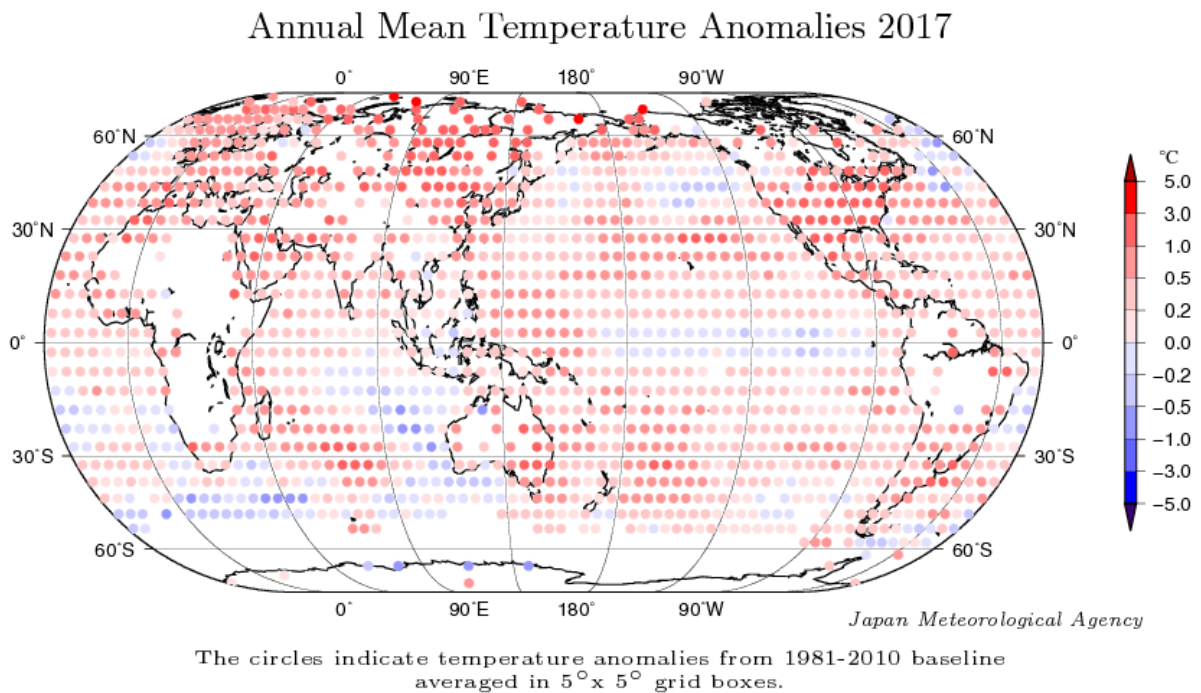 Annual Mean Temperature Anomalies 2017
0° 90°E 180° 90°W
60°N 60°N
℃
5.0
3.0
30°N 30°N
1.0
0.5
0.2
0° 0° 0.0
−0.2
−0.5
−1.0
30°S 30°S
−3.0
−5.0
60°S 60°S
0° 90°E 180° 90°W
Japan Meteorological Agency
The circles indicate temperature anomalies from 1981-2010 baseline
averaged in 5°x 5° grid boxes.